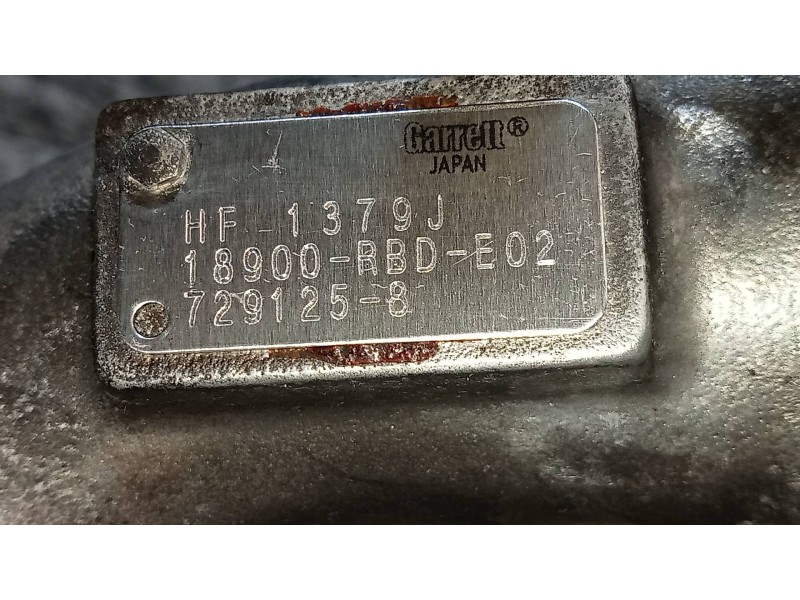 Garrett®
JAPAN
HF 1379J
18900-RBD-E02
729125-8